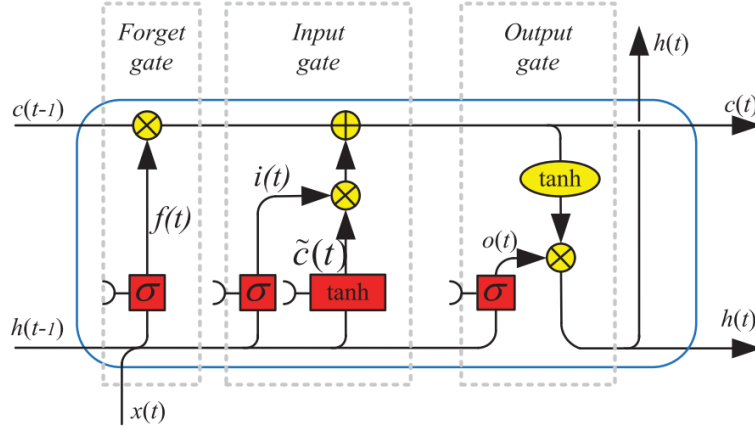 Forget
gate
Input
gate
Output
gate
h(t)
c(t-1)
c(t)
i(t)
tanh
f(t)
c̃(t)
o(t)
σ
σ
tanh
σ
h(t-1)
h(t)
x(t)